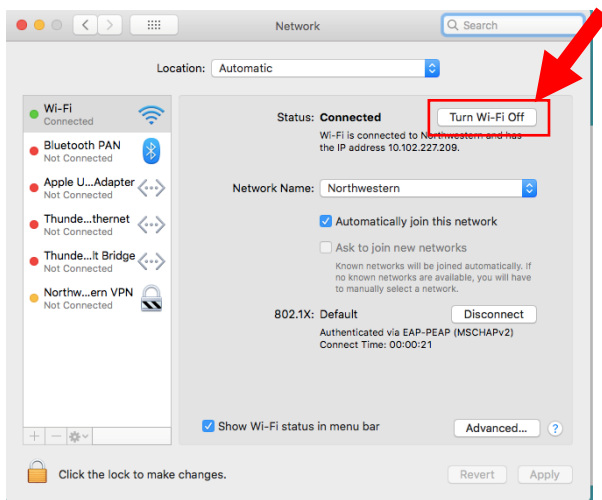 Network
Search
Location: Automatic
Wi-Fi
Connected
Bluetooth PAN
Not Connected
Apple U...Adapter
Not Connected
Thunde...thernet
Not Connected
Thunde...lt Bridge
Not Connected
Northw...ern VPN
Not Connected
Status: Connected
Turn Wi-Fi Off
Wi-Fi is connected to Northwestern and has
the IP address 10.102.227.209.
Network Name: Northwestern
Automatically join this network
Ask to join new networks
Known networks will be joined automatically. If
no known networks are available, you will have
to manually select a network.
802.1X: Default
Disconnect
Authenticated via EAP-PEAP (MSCHAPv2)
Connect Time: 00:00:21
Show Wi-Fi status in menu bar
Advanced...
?
Click the lock to make changes.
Revert
Apply